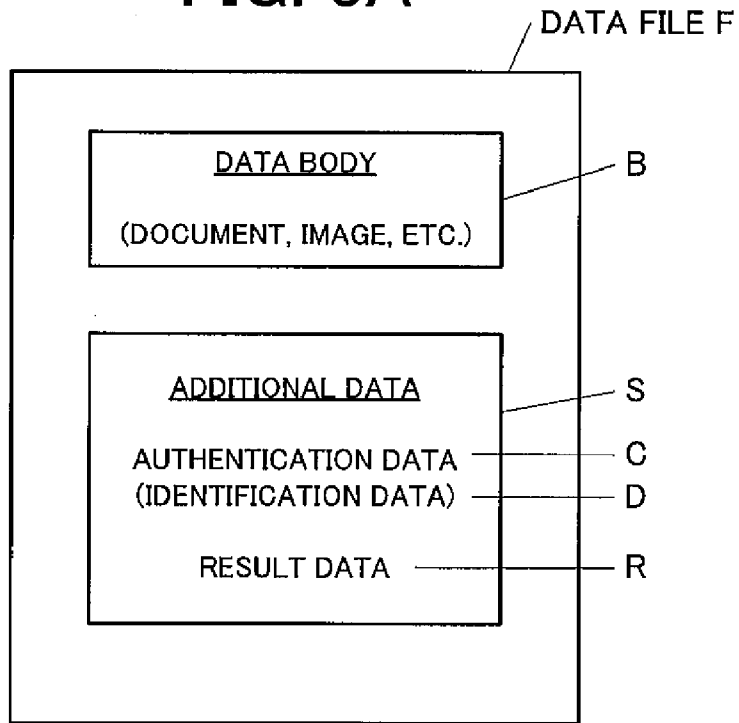 DATA FILE F
DATA BODY
B
(DOCUMENT, IMAGE, ETC.)
ADDITIONAL DATA
S
AUTHENTICATION DATA
C
(IDENTIFICATION DATA)
D
RESULT DATA
R